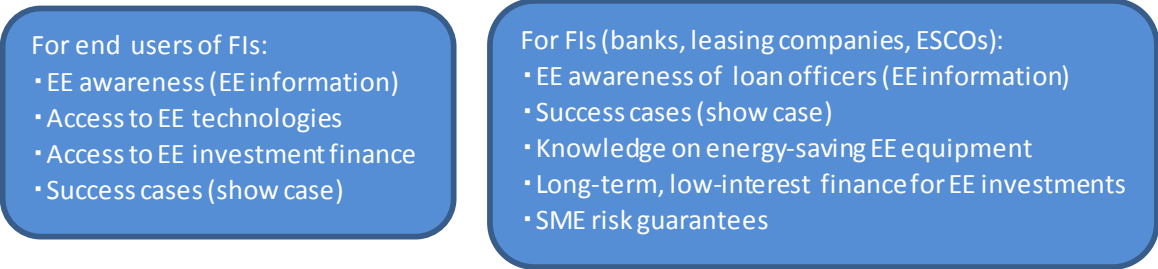 For end users of FIs:
・EE awareness (EE information)
・Access to EE technologies
・Access to EE investment finance
・Success cases (show case)
For FIs (banks, leasing companies, ESCOs):
・EE awareness of loan officers (EE information)
・Success cases (show case)
・Knowledge on energy-saving EE equipment
・Long-term, low-interest finance for EE investments
・SME risk guarantees